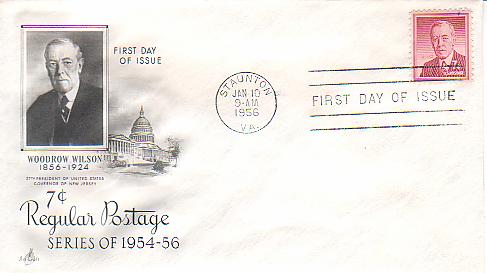 FIRST DAY
OF ISSUE
STAUNTON
JAN 10
9-AM
1956
VA.
FIRST DAY OF ISSUE
WOODROW WILSON
1856-1924
27TH PRESIDENT OF UNITED STATES
GOVERNOR OF NEW JERSEY
7¢
Regular Postage
SERIES OF 1954-56